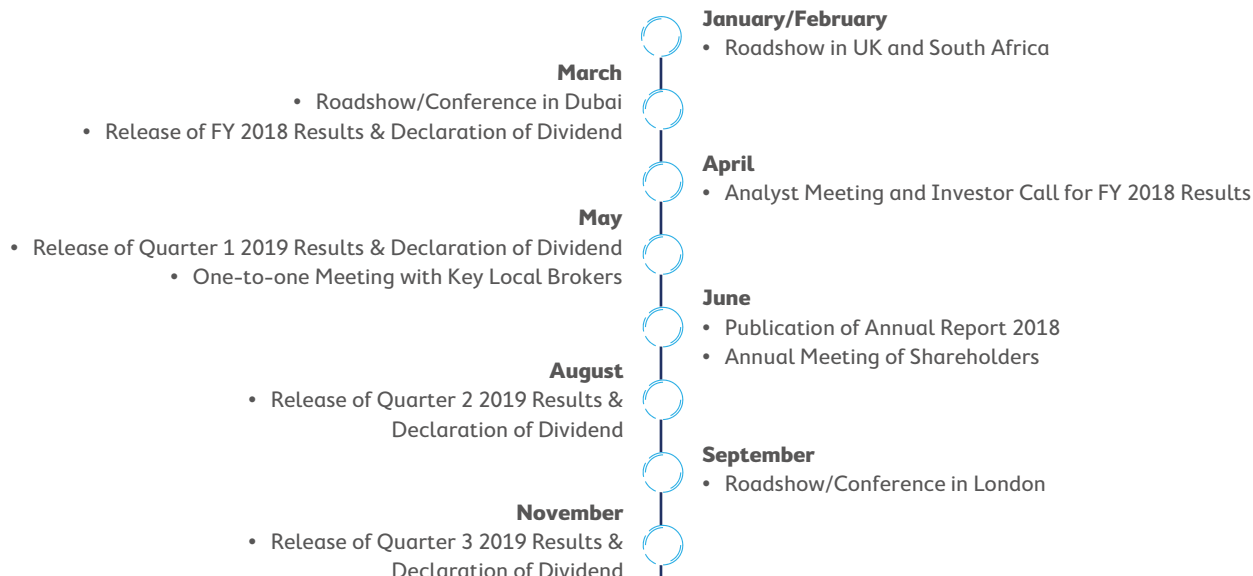 January/February
• Roadshow in UK and South Africa
March
• Roadshow/Conference in Dubai
• Release of FY 2018 Results & Declaration of Dividend
April
• Analyst Meeting and Investor Call for FY 2018 Results
May
• Release of Quarter 1 2019 Results & Declaration of Dividend
• One-to-one Meeting with Key Local Brokers
June
• Publication of Annual Report 2018
• Annual Meeting of Shareholders
August
• Release of Quarter 2 2019 Results &
Declaration of Dividend
September
• Roadshow/Conference in London
November
• Release of Quarter 3 2019 Results &
Declaration of Dividend